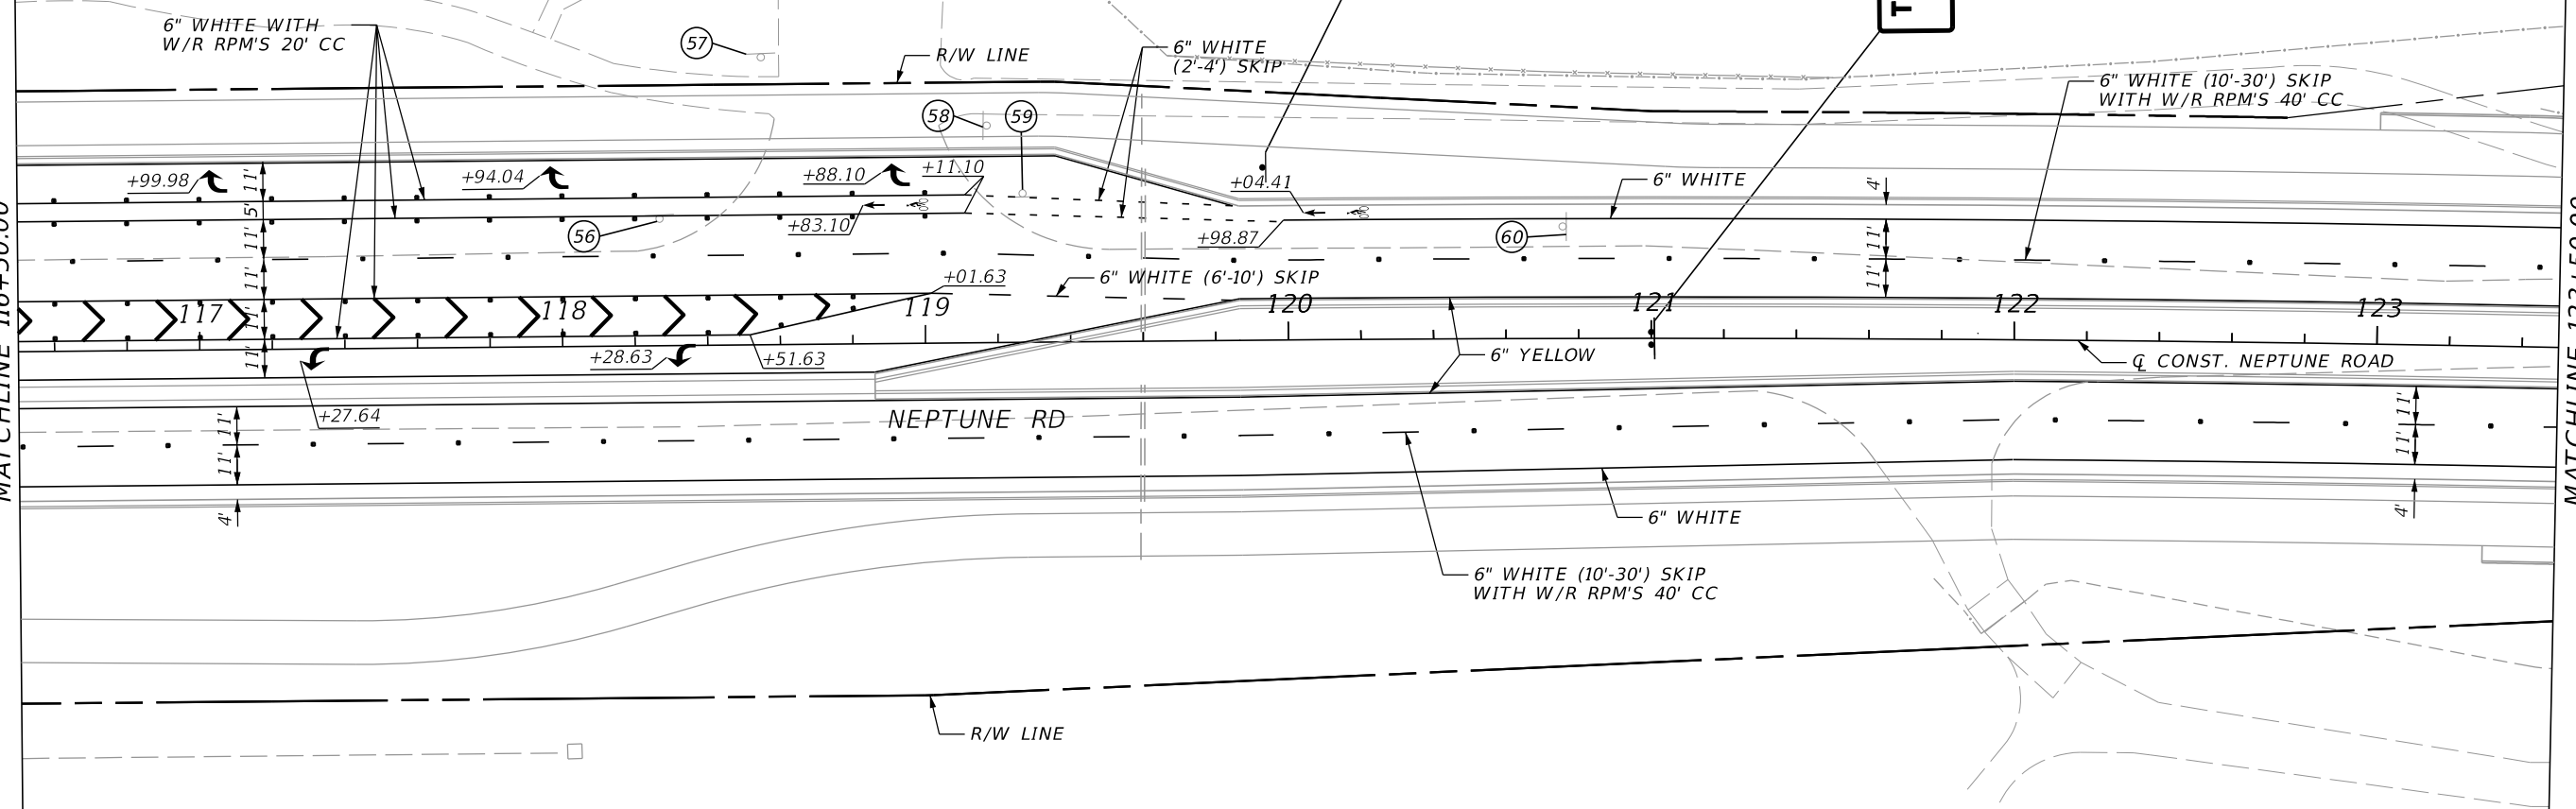 6" WHITE WITH
W/R RPM'S 20' CC
57
R/W LINE
6" WHITE
(2'-4') SKIP
T
6" WHITE (10'-30') SKIP
WITH W/R RPM'S 40' CC
58
59
+99.98
11'
+94.04
+88.10
+11.10
+04.41
6" WHITE
4'
5'
+83.10
56
+98.87
60
11'
11'
11'
11'
+01.63
6" WHITE (6'-10') SKIP
117
11'
118
119
120
121
122
123
11'
+28.63
+51.63
6" YELLOW
℄ CONST. NEPTUNE ROAD
+27.64
NEPTUNE RD
11'
11'
11'
11'
4'
4'
6" WHITE
6" WHITE (10'-30') SKIP
WITH W/R RPM'S 40' CC
R/W LINE
MATCHLINE
MATCHLINE